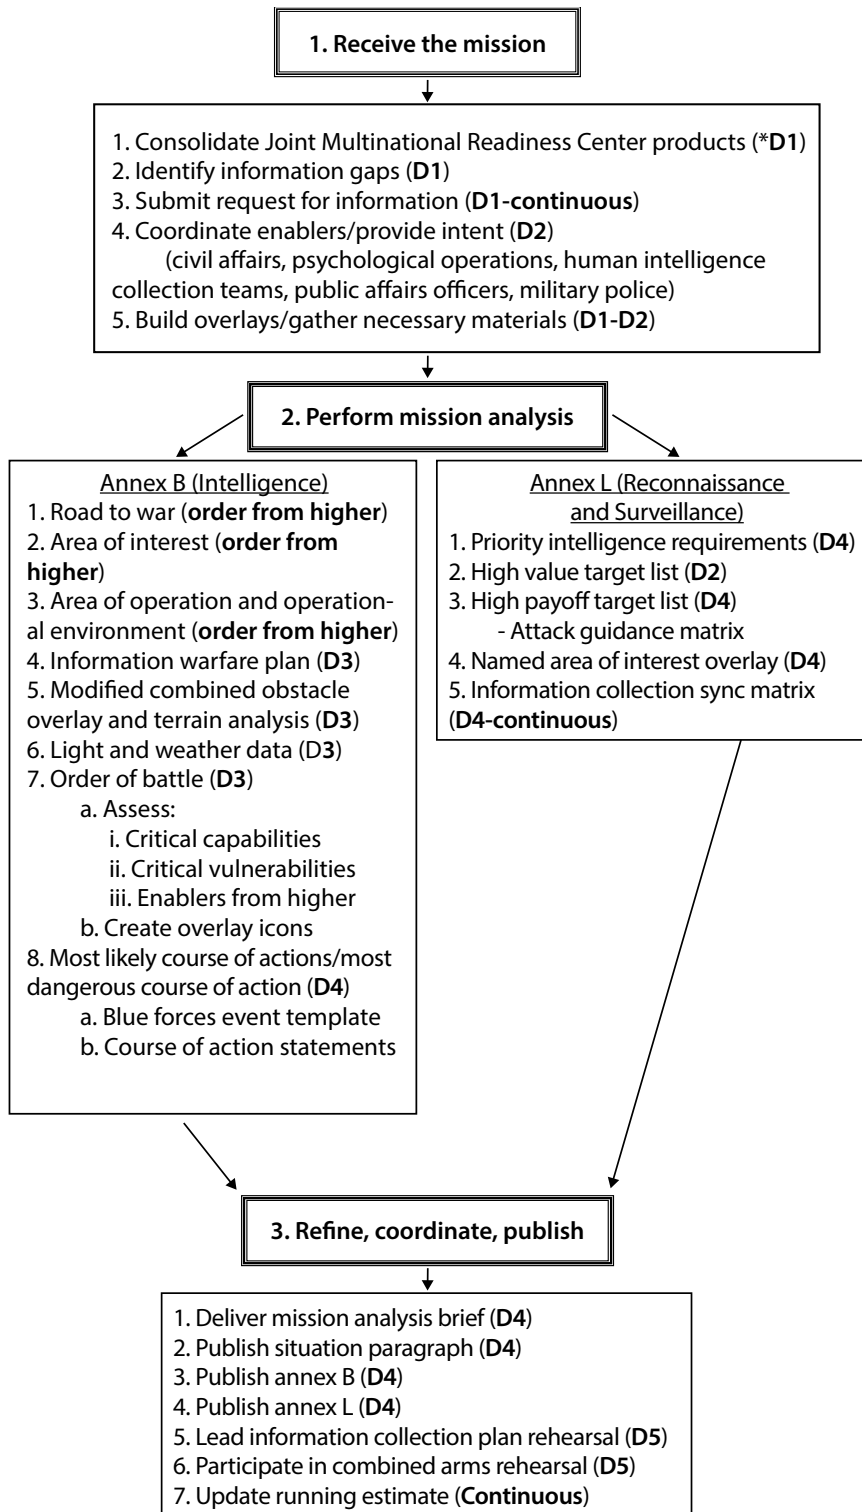 1. Receive the mission
1. Consolidate Joint Multinational Readiness Center products (*D1)
2. Identify information gaps (D1)
3. Submit request for information (D1-continuous)
4. Coordinate enablers/provide intent (D2)
(civil affairs, psychological operations, human intelligence
collection teams, public affairs officers, military police)
5. Build overlays/gather necessary materials (D1-D2)
2. Perform mission analysis
Annex B (Intelligence)
1. Road to war (order from higher)
2. Area of interest (order from
higher)
3. Area of operation and operation-
al environment (order from higher)
4. Information warfare plan (D3)
5. Modified combined obstacle
overlay and terrain analysis (D3)
6. Light and weather data (D3)
7. Order of battle (D3)
a. Assess:
i. Critical capabilities
ii. Critical vulnerabilities
iii. Enablers from higher
b. Create overlay icons
8. Most likely course of actions/most
dangerous course of action (D4)
a. Blue forces event template
b. Course of action statements
Annex L (Reconnaissance
and Surveillance)
1. Priority intelligence requirements (D4)
2. High value target list (D2)
3. High payoff target list (D4)
- Attack guidance matrix
4. Named area of interest overlay (D4)
5. Information collection sync matrix
(D4-continuous)
3. Refine, coordinate, publish
1. Deliver mission analysis brief (D4)
2. Publish situation paragraph (D4)
3. Publish annex B (D4)
4. Publish annex L (D4)
5. Lead information collection plan rehearsal (D5)
6. Participate in combined arms rehearsal (D5)
7. Update running estimate (Continuous)